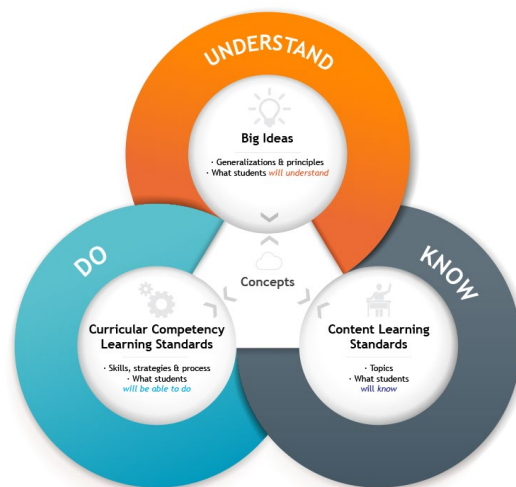 UNDERSTAND
Big Ideas
· Generalizations & principles
· What students will understand
DO
KNOW
Concepts
Curricular Competency
Learning Standards
· Skills, strategies & process
· What students
will be able to do
Content Learning
Standards
· Topics
· What students
will know